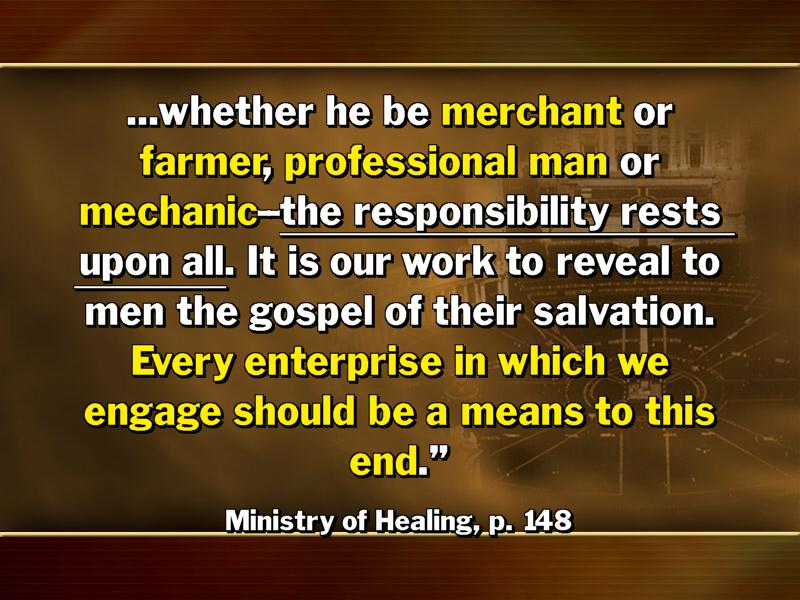 ...whether he be merchant or
farmer, professional man or
mechanic–the responsibility rests
upon all. It is our work to reveal to
men the gospel of their salvation.
Every enterprise in which we
engage should be a means to this
end.”
Ministry of Healing, p. 148